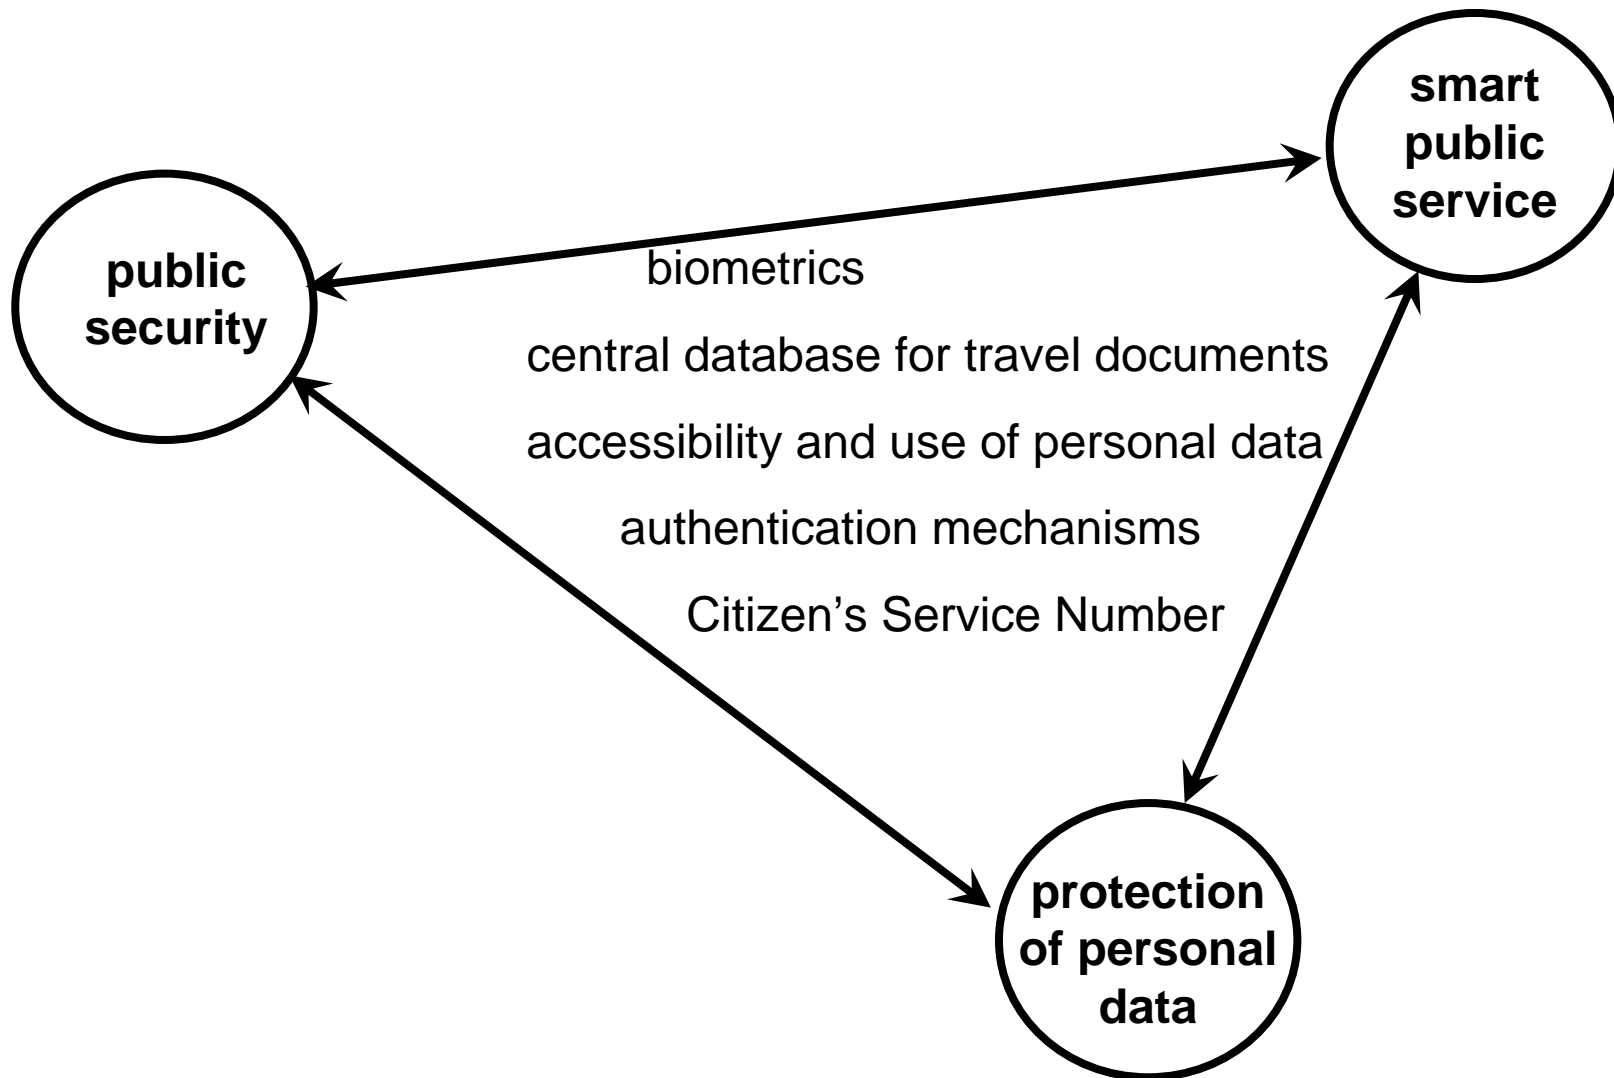 smart
public
service
public
security
biometrics
central database for travel documents
accessibility and use of personal data
authentication mechanisms
Citizen’s Service Number
protection
of personal
data